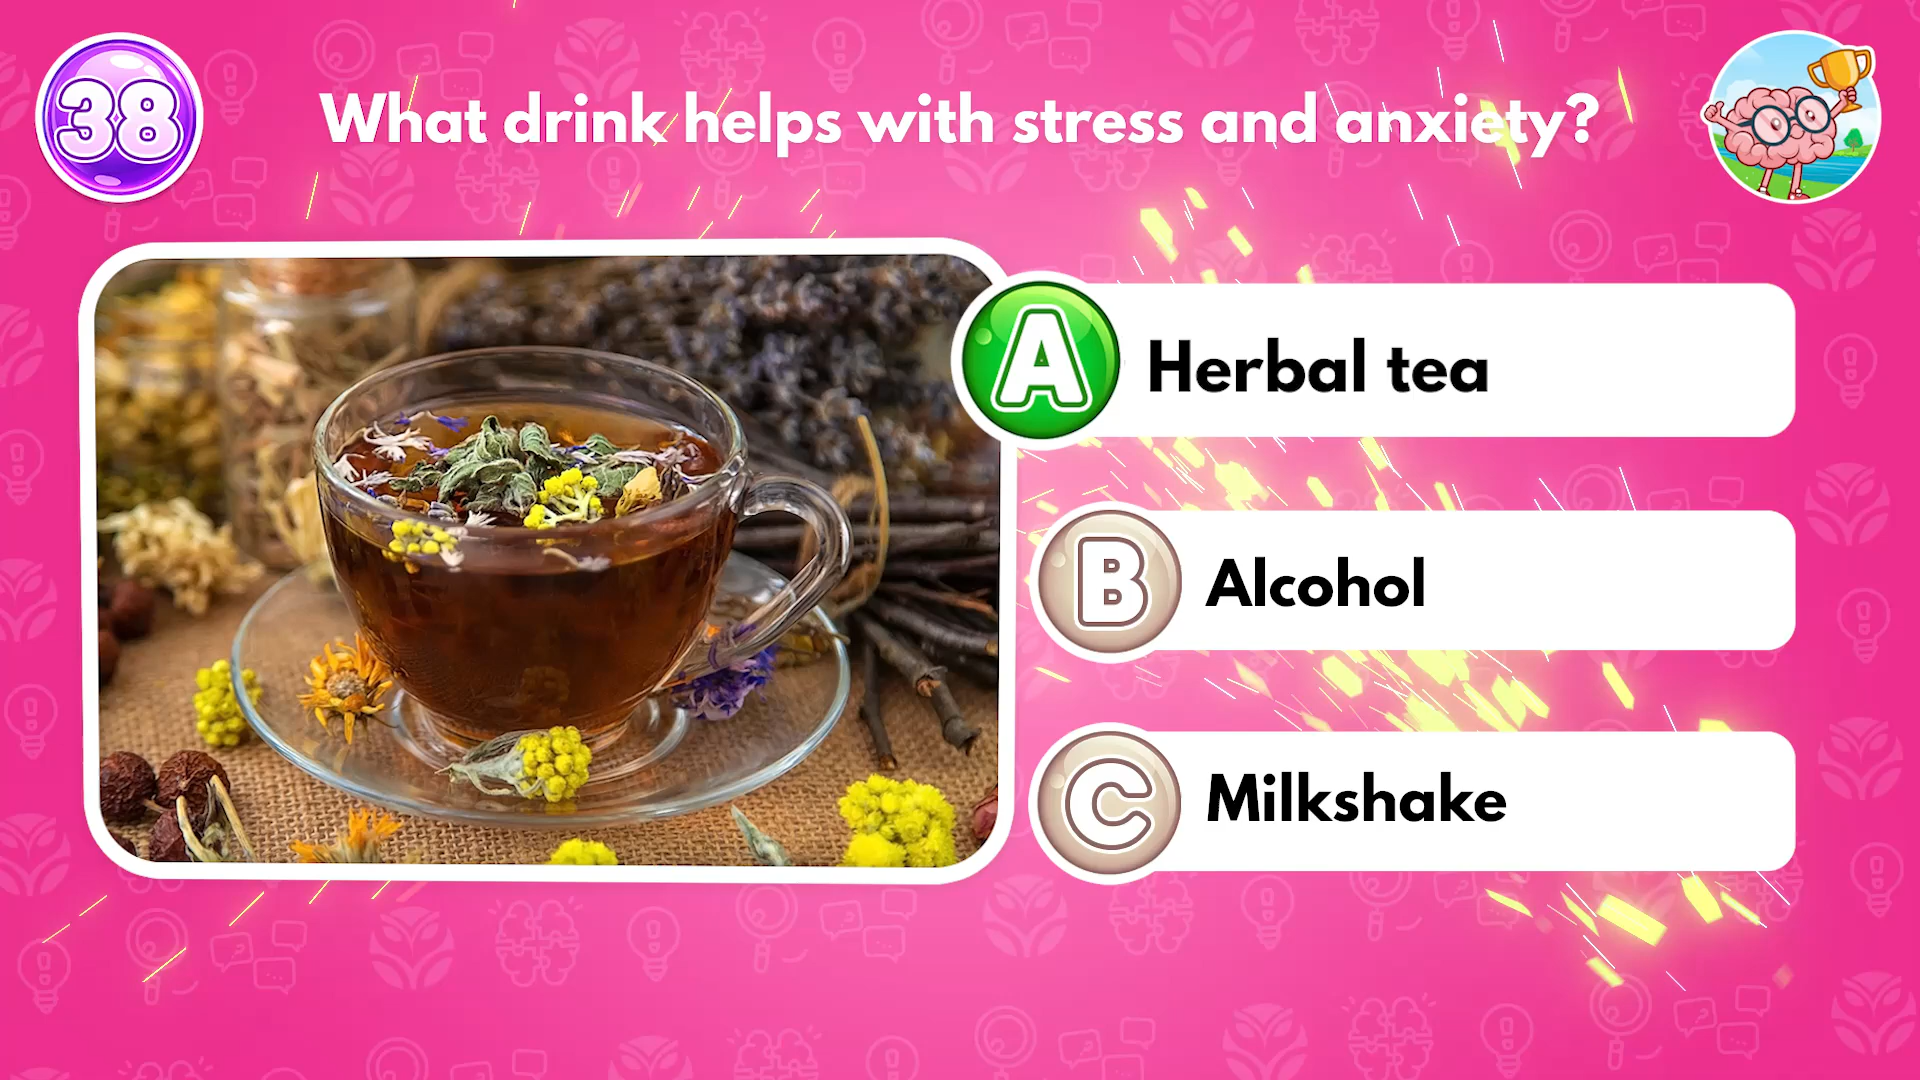 38
What drink helps with stress and anxiety?
A
Herbal tea
B
Alcohol
C
Milkshake